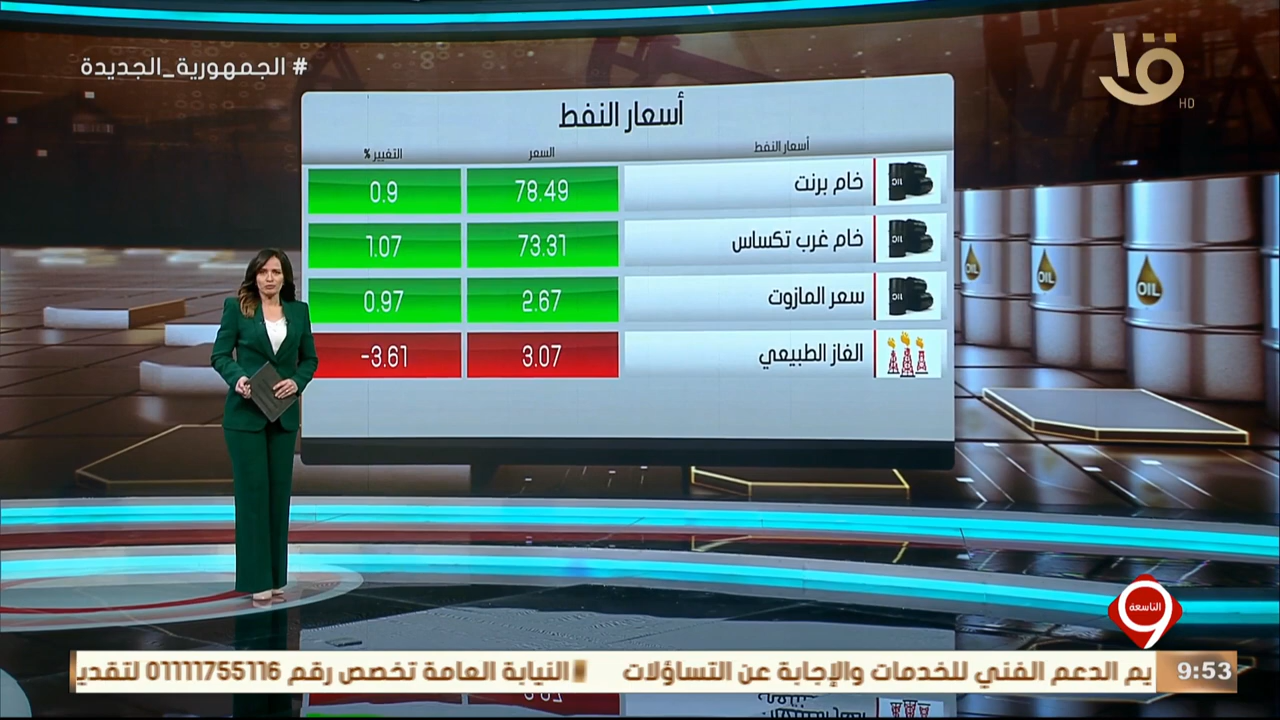 # الجمهورية_الجديدة
HD
أسعار النفط
أسعار النفط السعر التغيير %
خام برنت 78.49 0.9
خام غرب تكساس 73.31 1.07
سعر المازوت 2.67 0.97
الغاز الطبيعي 3.07 -3.61
OIL
OIL
OIL
التاسعة
9
9:53
يم الدعم الفني للخدمات والإجابة عن التساؤلات
النيابة العامة تخصص رقم 01111755116 لتقدي